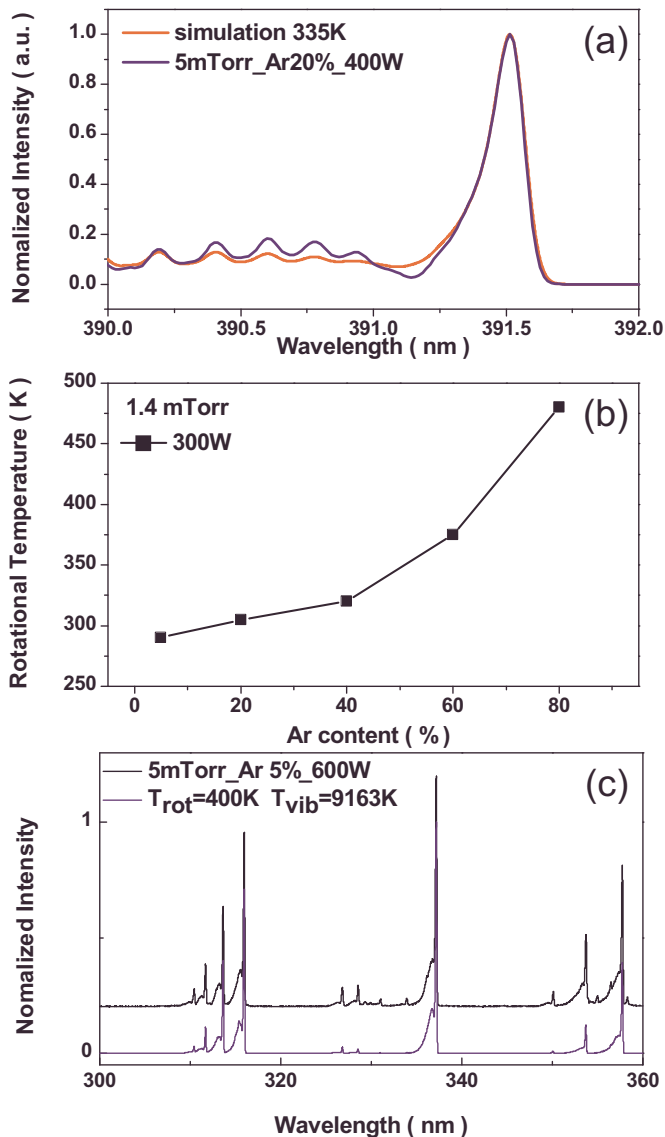 simulation 335K
5mTorr_Ar20%_400W
(a)
Nomalized Intensity ( a.u. )
1.0
0.8
0.6
0.4
0.2
0.0
390.0 390.5 391.0 391.5 392.0
Wavelength ( nm )
1.4 mTorr
300W
(b)
Rotational Temperature ( K )
500
475
450
400
350
300
250
0 20 40 60 80
Ar content ( % )
5mTorr_Ar 5%_600W
Trot=400K Tvib=9163K
(c)
Nomalized Intensity
1
0
300 320 340 360
Wavelength ( nm )